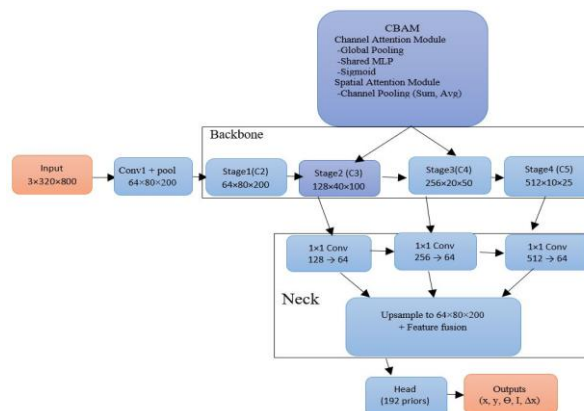 CBAM
Channel Attention Module
-Global Pooling
-Shared MLP
-Sigmoid
Spatial Attention Module
-Channel Pooling (Sum, Avg)
Backbone
Input
3×320×800
Conv1 + pool
64×80×200
Stage1(C2)
64×80×200
Stage2 (C3)
128×40×100
Stage3(C4)
256×20×50
Stage4 (C5)
512×10×25
1×1 Conv
128 → 64
1×1 Conv
256 → 64
1×1 Conv
512 → 64
Neck
Upsample to 64×80×200
+ Feature fusion
Head
(192 priors)
Outputs
(x, y, Θ, I, Δx)